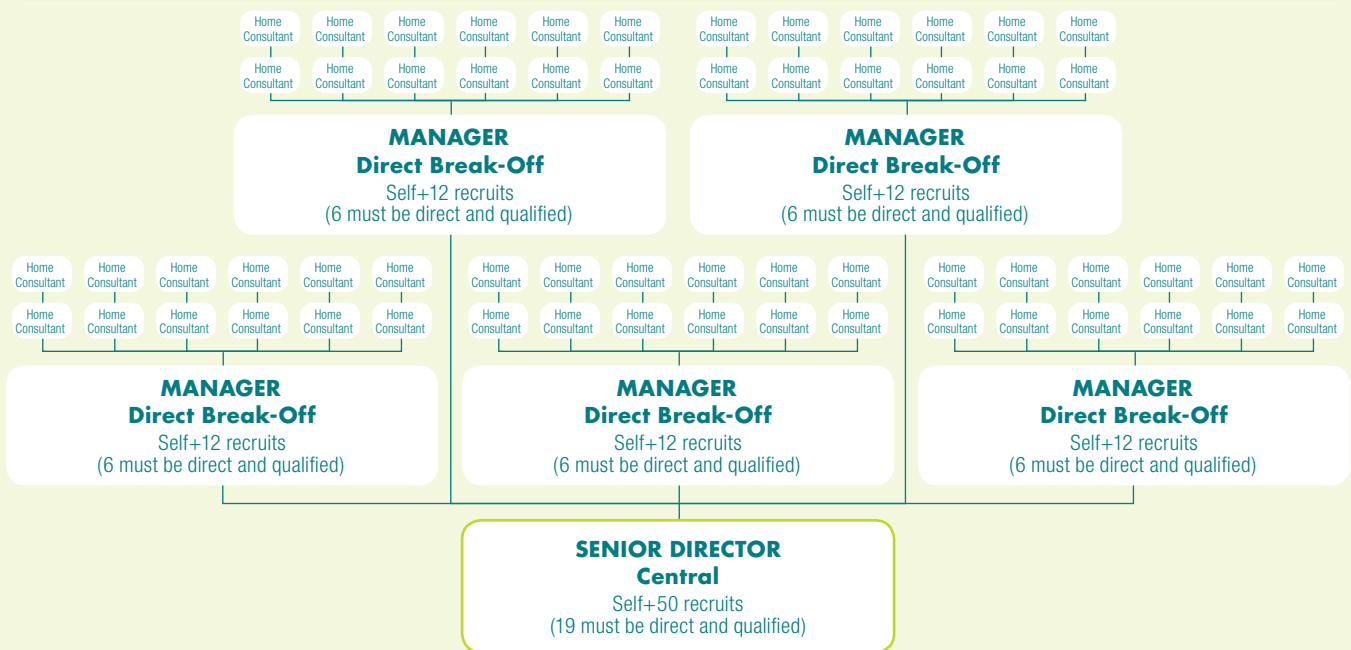 Home Home Home Home Home Home
Consultant Consultant Consultant Consultant Consultant Consultant
Home Home Home Home Home Home
Consultant Consultant Consultant Consultant Consultant Consultant
MANAGER
Direct Break-Off
Self+12 recruits
(6 must be direct and qualified)
Home Home Home Home Home Home
Consultant Consultant Consultant Consultant Consultant Consultant
Home Home Home Home Home Home
Consultant Consultant Consultant Consultant Consultant Consultant
MANAGER
Direct Break-Off
Self+12 recruits
(6 must be direct and qualified)
Home Home Home Home Home Home
Consultant Consultant Consultant Consultant Consultant Consultant
Home Home Home Home Home Home
Consultant Consultant Consultant Consultant Consultant Consultant
MANAGER
Direct Break-Off
Self+12 recruits
(6 must be direct and qualified)
Home Home Home Home Home Home
Consultant Consultant Consultant Consultant Consultant Consultant
Home Home Home Home Home Home
Consultant Consultant Consultant Consultant Consultant Consultant
MANAGER
Direct Break-Off
Self+12 recruits
(6 must be direct and qualified)
Home Home Home Home Home Home
Consultant Consultant Consultant Consultant Consultant Consultant
Home Home Home Home Home Home
Consultant Consultant Consultant Consultant Consultant Consultant
MANAGER
Direct Break-Off
Self+12 recruits
(6 must be direct and qualified)
SENIOR DIRECTOR
Central
Self+50 recruits
(19 must be direct and qualified)